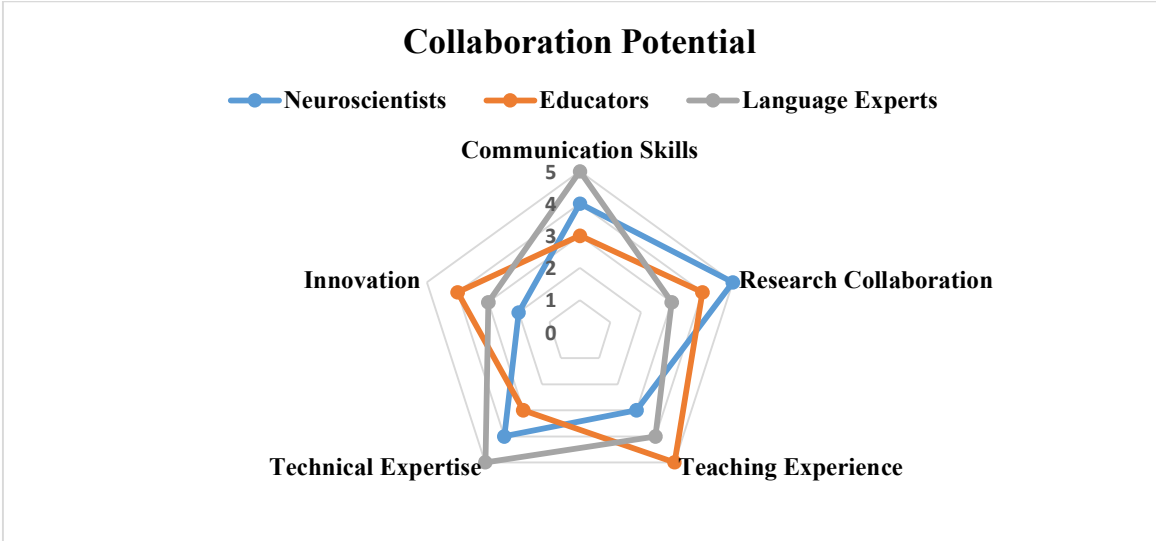 Collaboration Potential
Neuroscientists Educators Language Experts
Communication Skills
5
4
3
2
1
0
Innovation
Research Collaboration
Technical Expertise
Teaching Experience